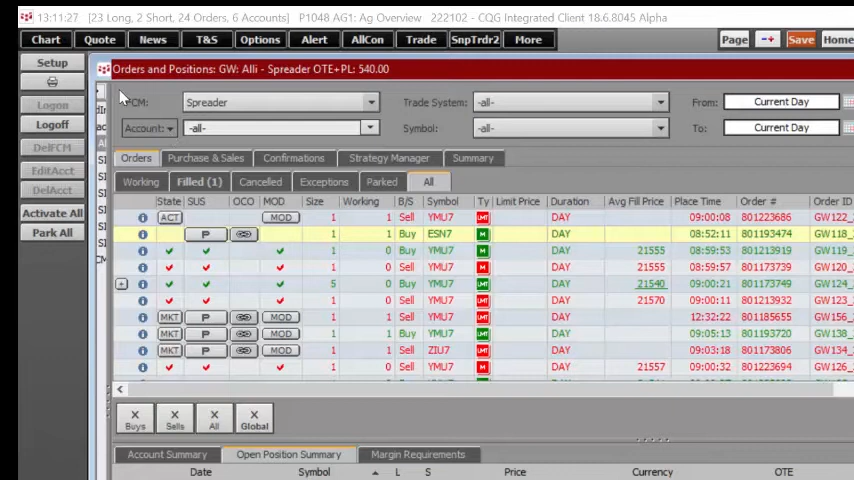 13:11:27 [23 Long, 2 Short, 24 Orders, 6 Accounts] P1048 AG1: Ag Overview 222102 - CQG Integrated Client 18.6.8045 Alpha
Chart Quote News T&S Options Alert AllCon Trade SnpTrdr2 More Page Save Home
Setup
Logon
Logoff
DelFCM
EditAcct
DelAcct
Activate All
Park All
Orders and Positions: GW: Alli - Spreader OTE+PL: 540.00
CM: Spreader Trade System: -all- From: Current Day
Account: -all- Symbol: -all- To: Current Day
Orders Purchase & Sales Confirmations Strategy Manager Summary
Working Filled (1) Cancelled Exceptions Parked All
State SUS OCO MOD Size Working B/S Symbol Ty Limit Price Duration Avg Fill Price Place Time Order # Order ID
ACT MOD 1 1 Sell YMU7 LMT DAY 09:00:08 801223686 GW122_
P 1 1 Buy ESN7 M DAY 08:52:11 801193474 GW118_
1 0 Buy YMU7 M DAY 21555 08:59:53 801213919 GW119_
1 0 Sell YMU7 M DAY 21555 08:59:57 801173739 GW120_
+ 5 0 Buy YMU7 LMT DAY 21540 09:00:21 801173749 GW124_
1 0 Sell YMU7 LMT DAY 21570 09:00:11 801213932 GW123_
MKT P MOD 1 1 Sell YMU7 LMT DAY 12:32:22 801185655 GW156_
MKT P MOD 1 1 Buy YMU7 LMT DAY 09:05:13 801193720 GW138_
MKT P MOD 1 1 Sell ZIU7 LMT DAY 09:03:18 801173806 GW134_
1 0 Sell YMU7 M DAY 21557 09:00:32 801223694 GW126_
X X X X
Buys Sells All Global
Account Summary Open Position Summary Margin Requirements
Date Symbol L S Price Currency OTE